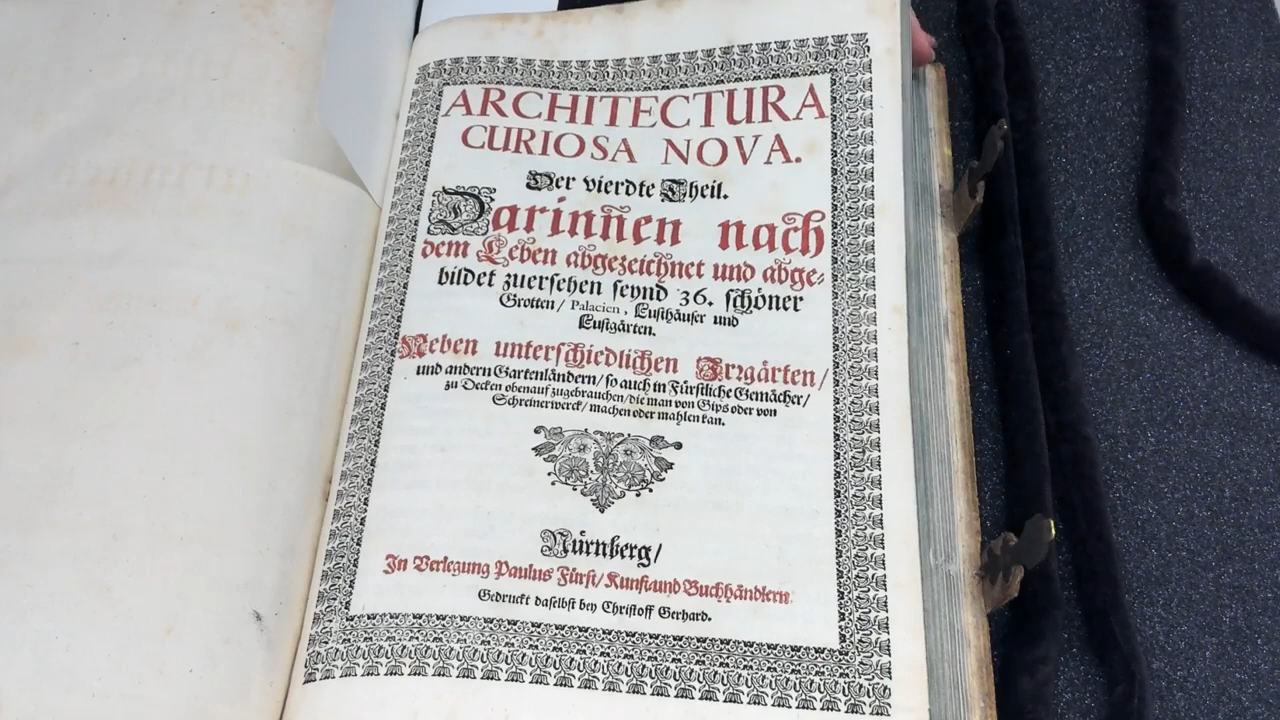 ARCHITECTURA
CURIOSA NOVA.
Der vierdte Theil.
Darinnen nach
dem Leben abgezeichnet und abge-
bildet zuersehen seynd 36. schöner
Grotten/ Palacien, Lusthäuser und
Lustgärten.
Neben unterschiedlichen Irrgärten/
und andern Gartenländern/ so auch in Fürstliche Gemächer/
zu Decken obenauf zugebrauchen/ die man von Gips oder von
Schreinerwerck/ machen oder mahlen kan.
Nürnberg/
In Verlegung Paulus Fürst/ Kunst-und Buchhändlern.
Gedruckt daselbst bey Christoff Gerhard.